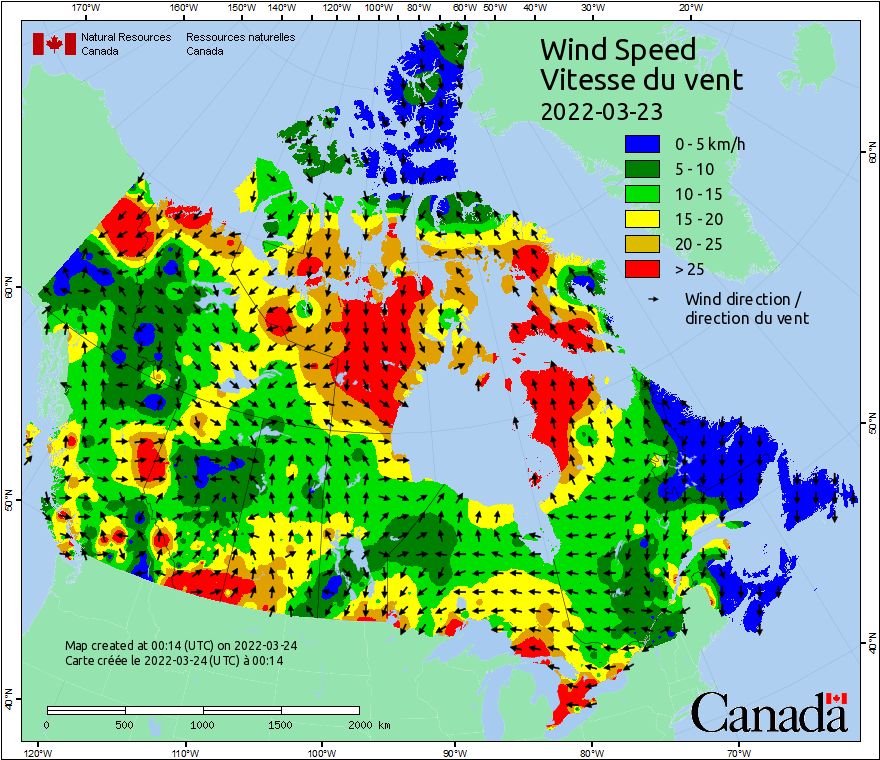 170°W 160°W 150°W 140°W 130°W 120°W 110°W 100°W 80°W 60°W 50°W 40°W 30°W 20°W
Natural Resources Ressources naturelles
Canada Canada
Wind Speed
Vitesse du vent
2022-03-23
0 - 5 km/h
5 - 10
10 - 15
15 - 20
20 - 25
> 25
Wind direction /
direction du vent
60°N
60°N
50°N
50°N
40°N
40°N
Map created at 00:14 (UTC) on 2022-03-24
Carte créée le 2022-03-24 (UTC) à 00:14
0 500 1000 1500 2000 km
Canada
120°W 110°W 100°W 90°W 80°W 70°W